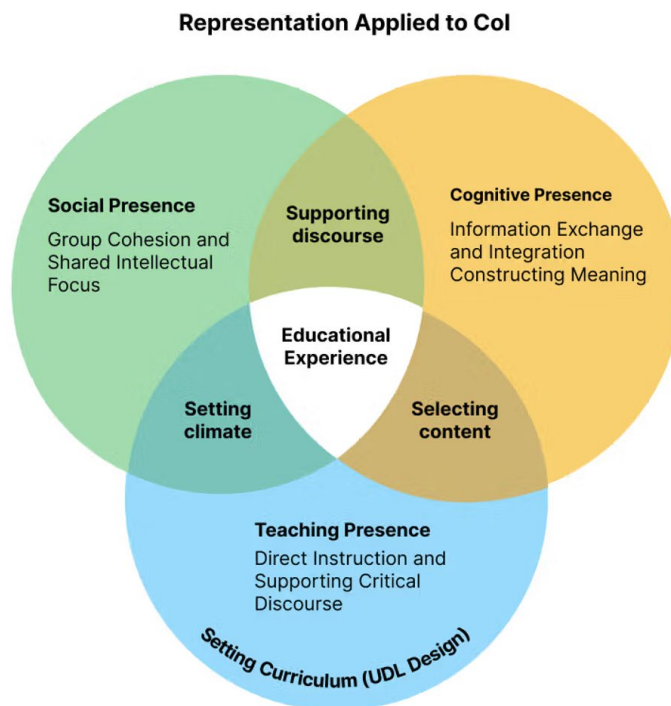 Representation Applied to CoI
Social Presence
Group Cohesion and
Shared Intellectual
Focus
Supporting
discourse
Cognitive Presence
Information Exchange
and Integration
Constructing Meaning
Educational
Experience
Setting
climate
Selecting
content
Teaching Presence
Direct Instruction and
Supporting Critical
Discourse
Setting Curriculum (UDL Design)